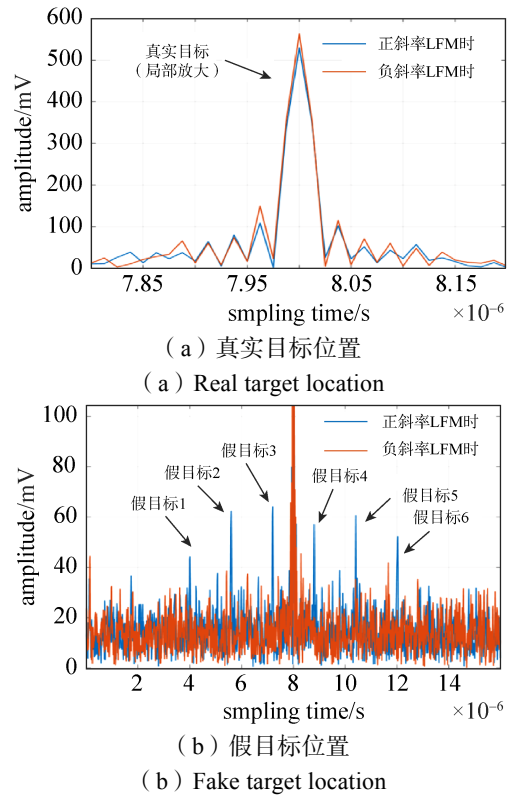 600
500
400
300
200
100
0
amplitude/mV
真实目标
（局部放大）
正斜率LFM时
负斜率LFM时
7.85 7.95 8.05 8.15
smpling time/s ×10⁻⁶
（a）真实目标位置
（a）Real target location
100
80
60
40
20
0
amplitude/mV
正斜率LFM时
负斜率LFM时
假目标1
假目标2
假目标3
假目标4
假目标5
假目标6
2 4 6 8 10 12 14
smpling time/s ×10⁻⁶
（b）假目标位置
（b）Fake target location